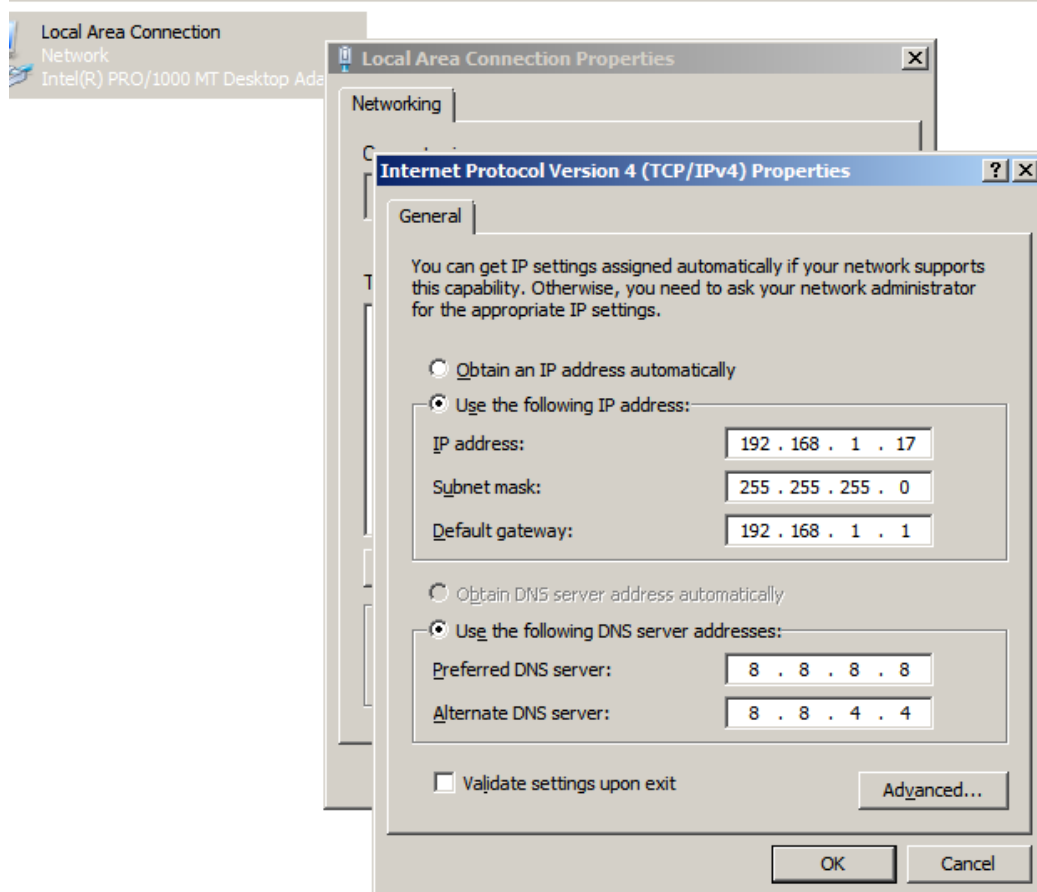 Local Area Connection
Network
Intel(R) PRO/1000 MT Desktop Ada
Local Area Connection Properties
Networking
Internet Protocol Version 4 (TCP/IPv4) Properties
General
You can get IP settings assigned automatically if your network supports
this capability. Otherwise, you need to ask your network administrator
for the appropriate IP settings.
Obtain an IP address automatically
Use the following IP address:
IP address: 192 . 168 . 1 . 17
Subnet mask: 255 . 255 . 255 . 0
Default gateway: 192 . 168 . 1 . 1
Obtain DNS server address automatically
Use the following DNS server addresses:
Preferred DNS server: 8 . 8 . 8 . 8
Alternate DNS server: 8 . 8 . 4 . 4
Validate settings upon exit
Advanced...
OK Cancel